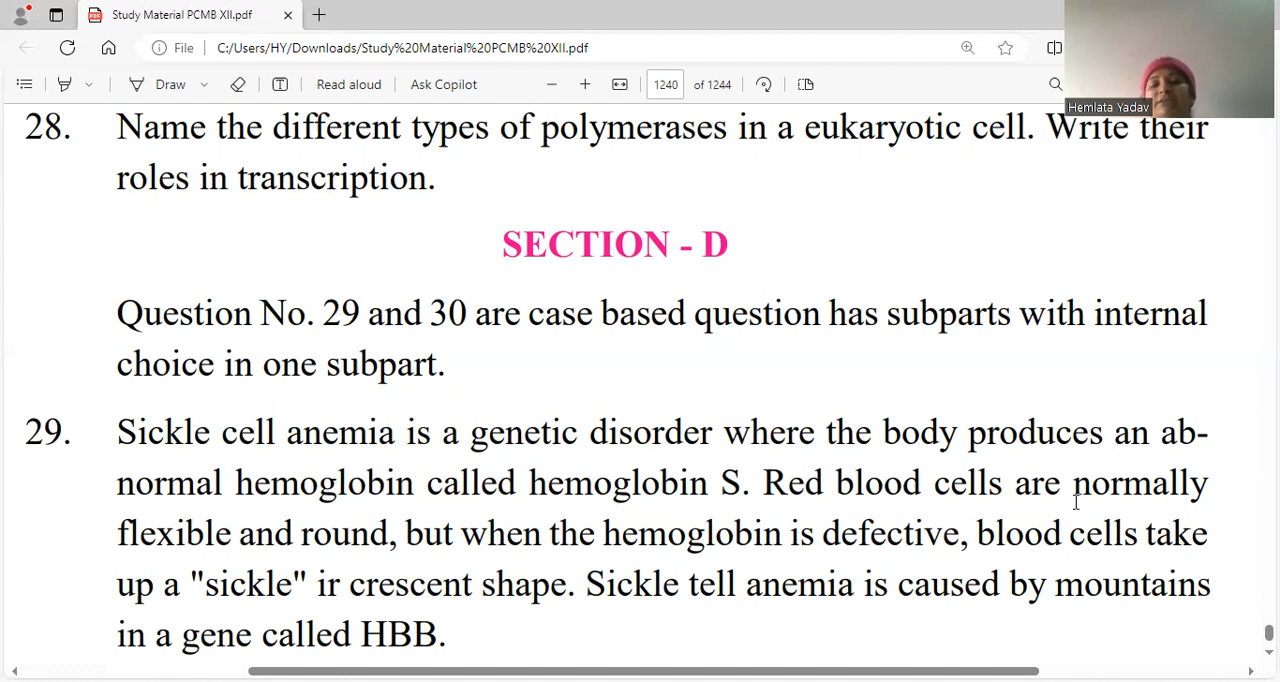 Study Material PCMB XII.pdf
File C:/Users/HY/Downloads/Study%20Material%20PCMB%20XII.pdf
Draw Read aloud Ask Copilot 1240 of 1244
Hemlata Yadav
28. Name the different types of polymerases in a eukaryotic cell. Write their
roles in transcription.
SECTION - D
Question No. 29 and 30 are case based question has subparts with internal
choice in one subpart.
29. Sickle cell anemia is a genetic disorder where the body produces an ab-
normal hemoglobin called hemoglobin S. Red blood cells are normally
flexible and round, but when the hemoglobin is defective, blood cells take
up a "sickle" ir crescent shape. Sickle tell anemia is caused by mountains
in a gene called HBB.